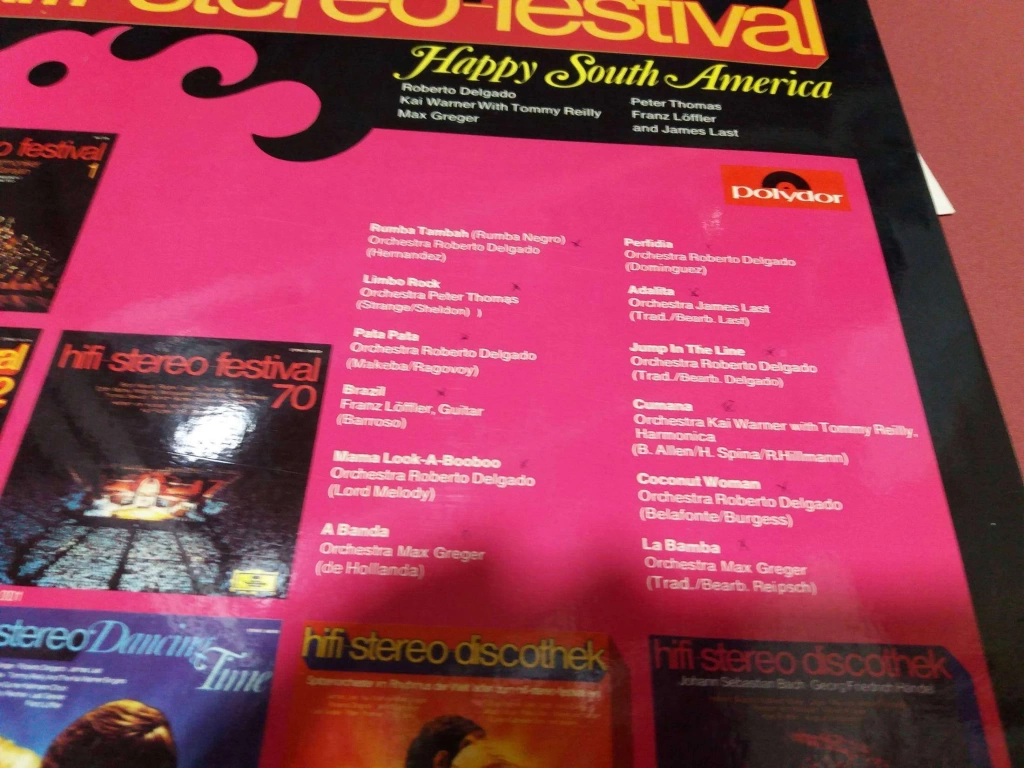 hifi-stereo-festival
Happy South America
Roberto Delgado
Kai Warner With Tommy Reilly
Max Greger
Peter Thomas
Franz Löffler
and James Last
polydor
Rumba Tambah (Rumba Negro)
Orchestra Roberto Delgado
(Hernandez)
Limbo Rock
Orchestra Peter Thomas
(Strange/Sheldon)
Pata Pata
Orchestra Roberto Delgado
(Makeba/Ragovoy)
Brazil
Franz Löffler, Guitar
(Barroso)
Mama Look-A-Booboo
Orchestra Roberto Delgado
(Lord Melody)
A Banda
Orchestra Max Greger
(de Hollanda)
Perfidia
Orchestra Roberto Delgado
(Dominguez)
Adalita
Orchestra James Last
(Trad./Bearb. Last)
Jump In The Line
Orchestra Roberto Delgado
(Trad./Bearb. Delgado)
Cumana
Orchestra Kai Warner with Tommy Reilly,
Harmonica
(B. Allen/H. Spina/R.Hillmann)
Coconut Woman
Orchestra Roberto Delgado
(Belafonte/Burgess)
La Bamba
Orchestra Max Greger
(Trad./Bearb. Reipsch)
o festival
1
al
2
hifi-stereo festival
70
stereo-Dancing
Time
hifi-stereo discothek
hifi-stereo discothek
Johann Sebastian Bach Georg Friedrich Händel